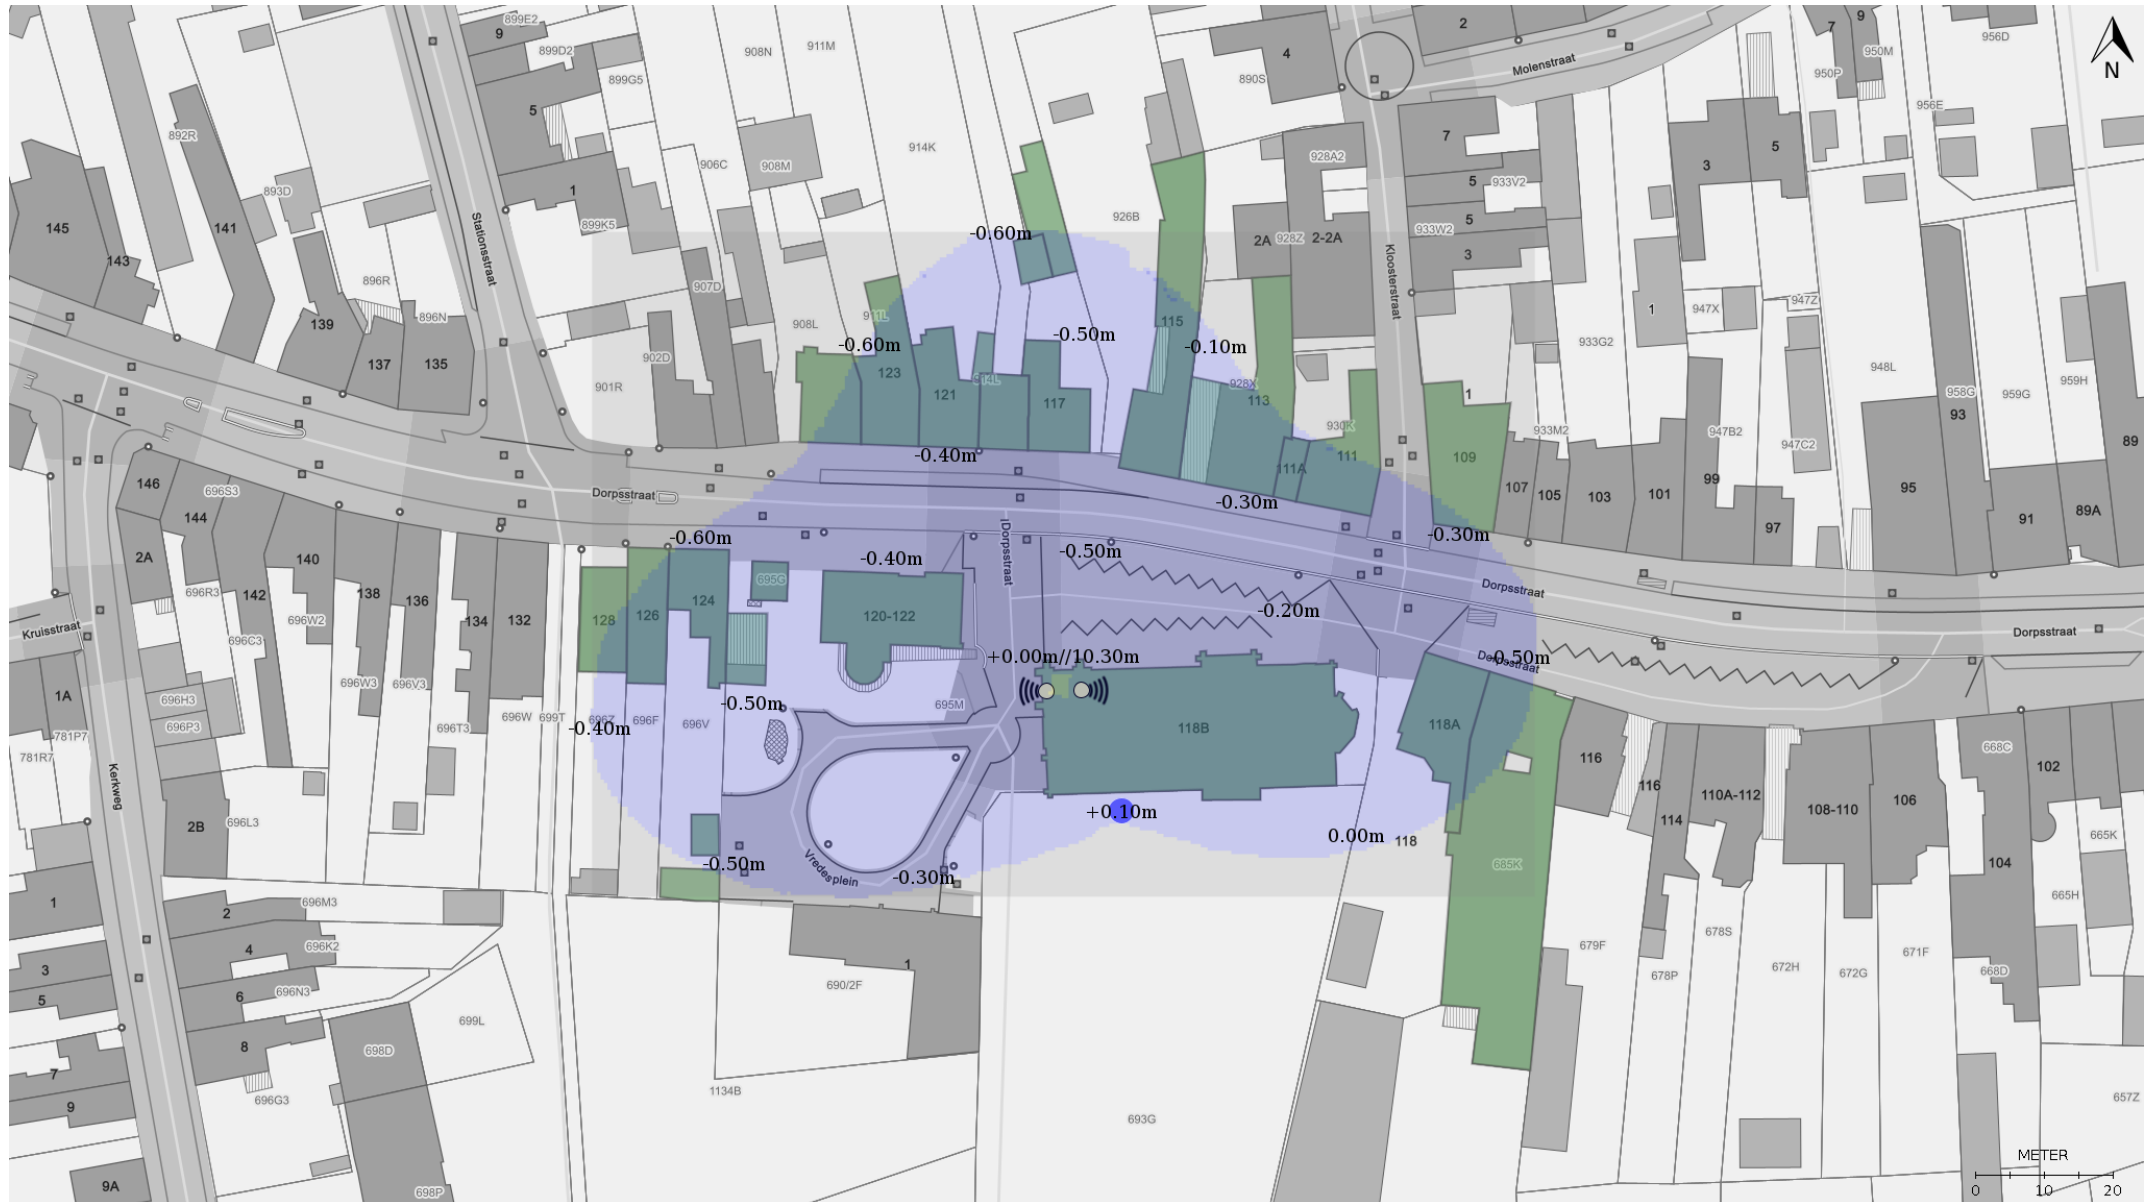 899E2
9
2
7
9
956D
908N
911M
4
950M
N
899D2
Molenstraat
899G5
890S
950P
5
956E
892R
7
3
5
914K
928A2
906C
908M
893D
1
5
933V2
145
141
899K5
926B
5
933W2
-0.60m
2A
928Z
2-2A
Stationsstraat
3
143
Kloosterstraat
896R
907D
947Z
896N
911L
115
1
947X
139
908L
-0.50m
933G2
-0.60m
-0.10m
902D
137
135
123
948L
959H
901R
121
914L
928X
958G
959G
117
113
1
93
930K
933M2
947B2
89
-0.40m
111
947C2
111A
109
146
99
696S3
107
105
103
101
95
Dorpsstraat
-0.30m
89A
144
91
97
-0.60m
-0.30m
2A
140
-0.40m
Dorpsstraat
-0.50m
695G
696R3
142
138
136
124
Dorpsstraat
-0.20m
128
126
120-122
696W2
134
132
Kruisstraat
Dorpsstraat
696C3
+0.00m//10.30m
-0.50m
Dorpsstraat
696W3
696V3
1A
696H3
-0.50m
695M
696W
699T
696Z
696F
696V
118B
118A
696P3
696T3
-0.40m
781P7
668C
781R7
116
102
Kerkweg
116
110A-112
106
+0.10m
108-110
2B
696L3
114
0.00m
118
665K
-0.50m
685K
104
Vredesplein
-0.30m
1
665H
696M3
2
678S
4
696K2
679F
671F
1
672H
3
678P
672G
668D
690/2F
6
696N3
5
699L
8
698D
7
1134B
657Z
696G3
9
693G
METER
9A
698P
0
10
20